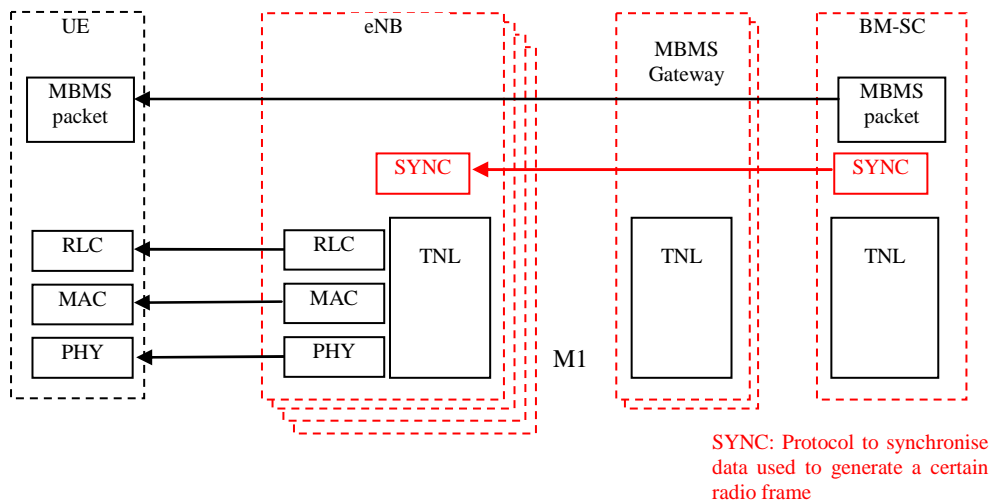 UE
eNB
MBMS
Gateway
BM-SC
MBMS
packet
MBMS
packet
SYNC
SYNC
RLC
RLC
TNL
TNL
TNL
MAC
MAC
PHY
PHY
M1
SYNC: Protocol to synchronise
data used to generate a certain
radio frame